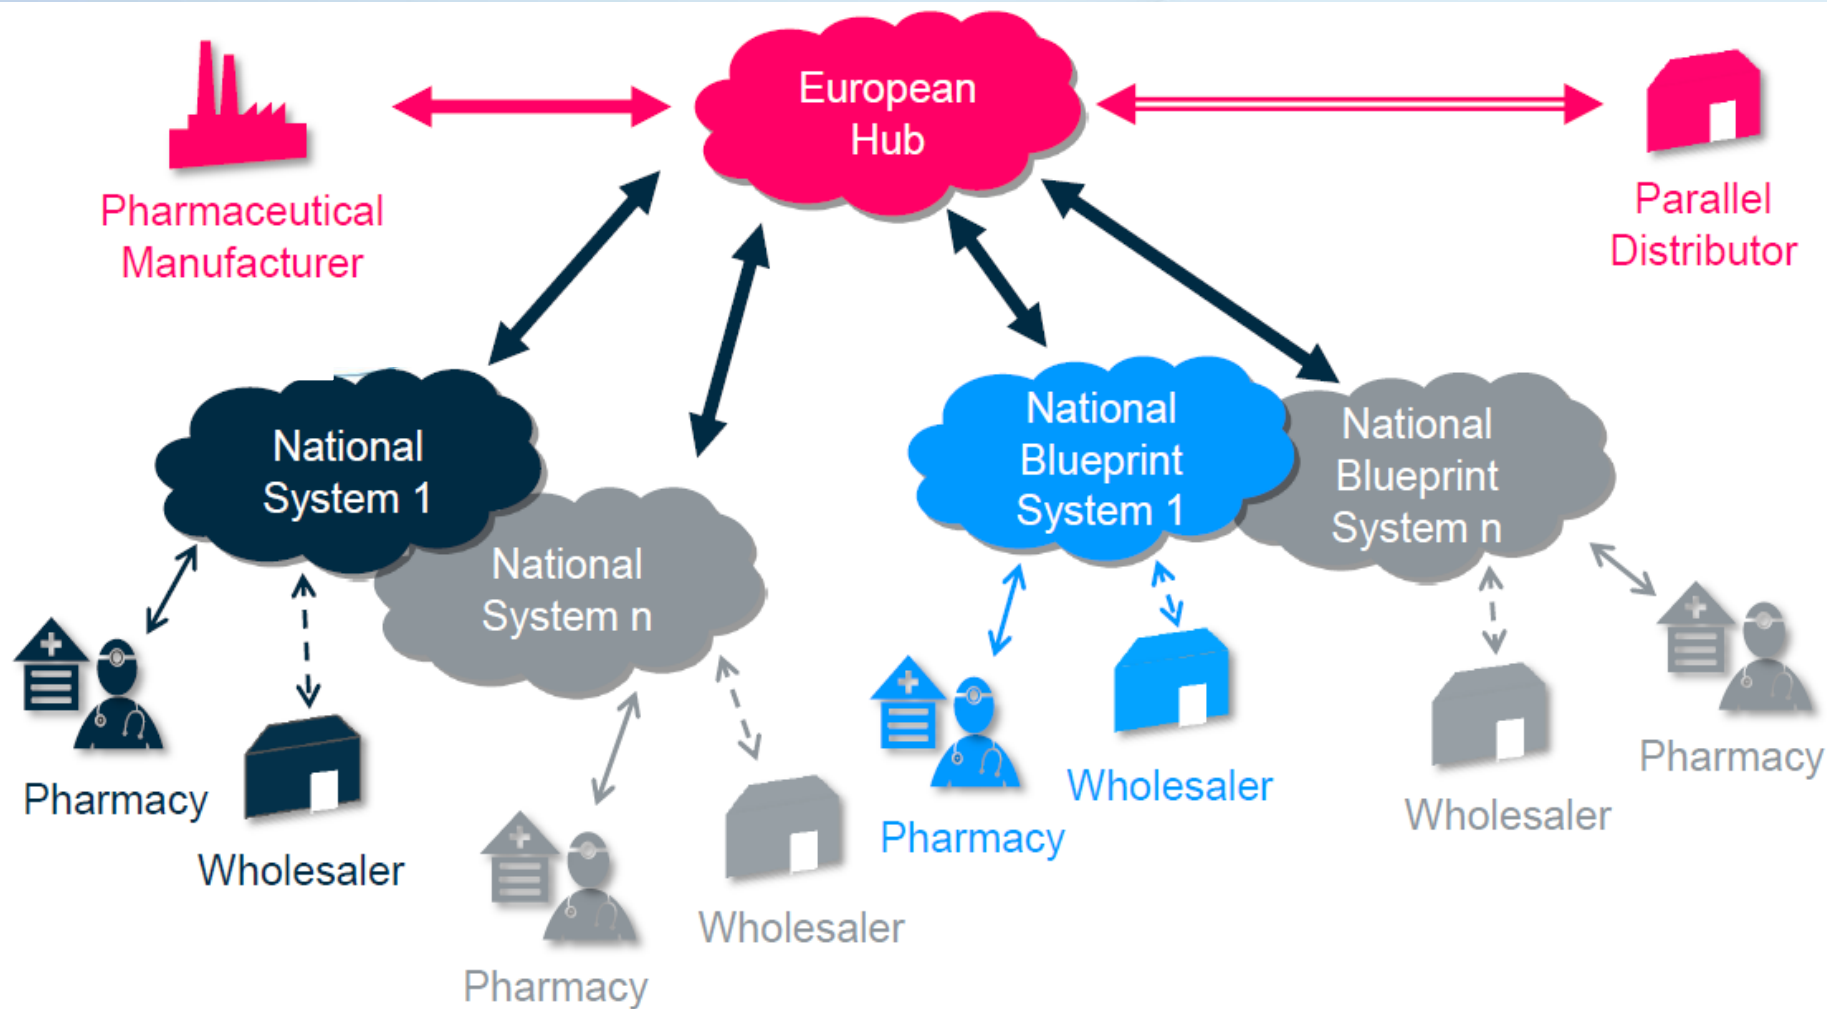 European
Hub
Pharmaceutical
Manufacturer
Parallel
Distributor
National
System 1
National
System n
National
Blueprint
System 1
National
Blueprint
System n
Pharmacy
Wholesaler
Pharmacy
Wholesaler
Pharmacy
Wholesaler
Wholesaler
Pharmacy